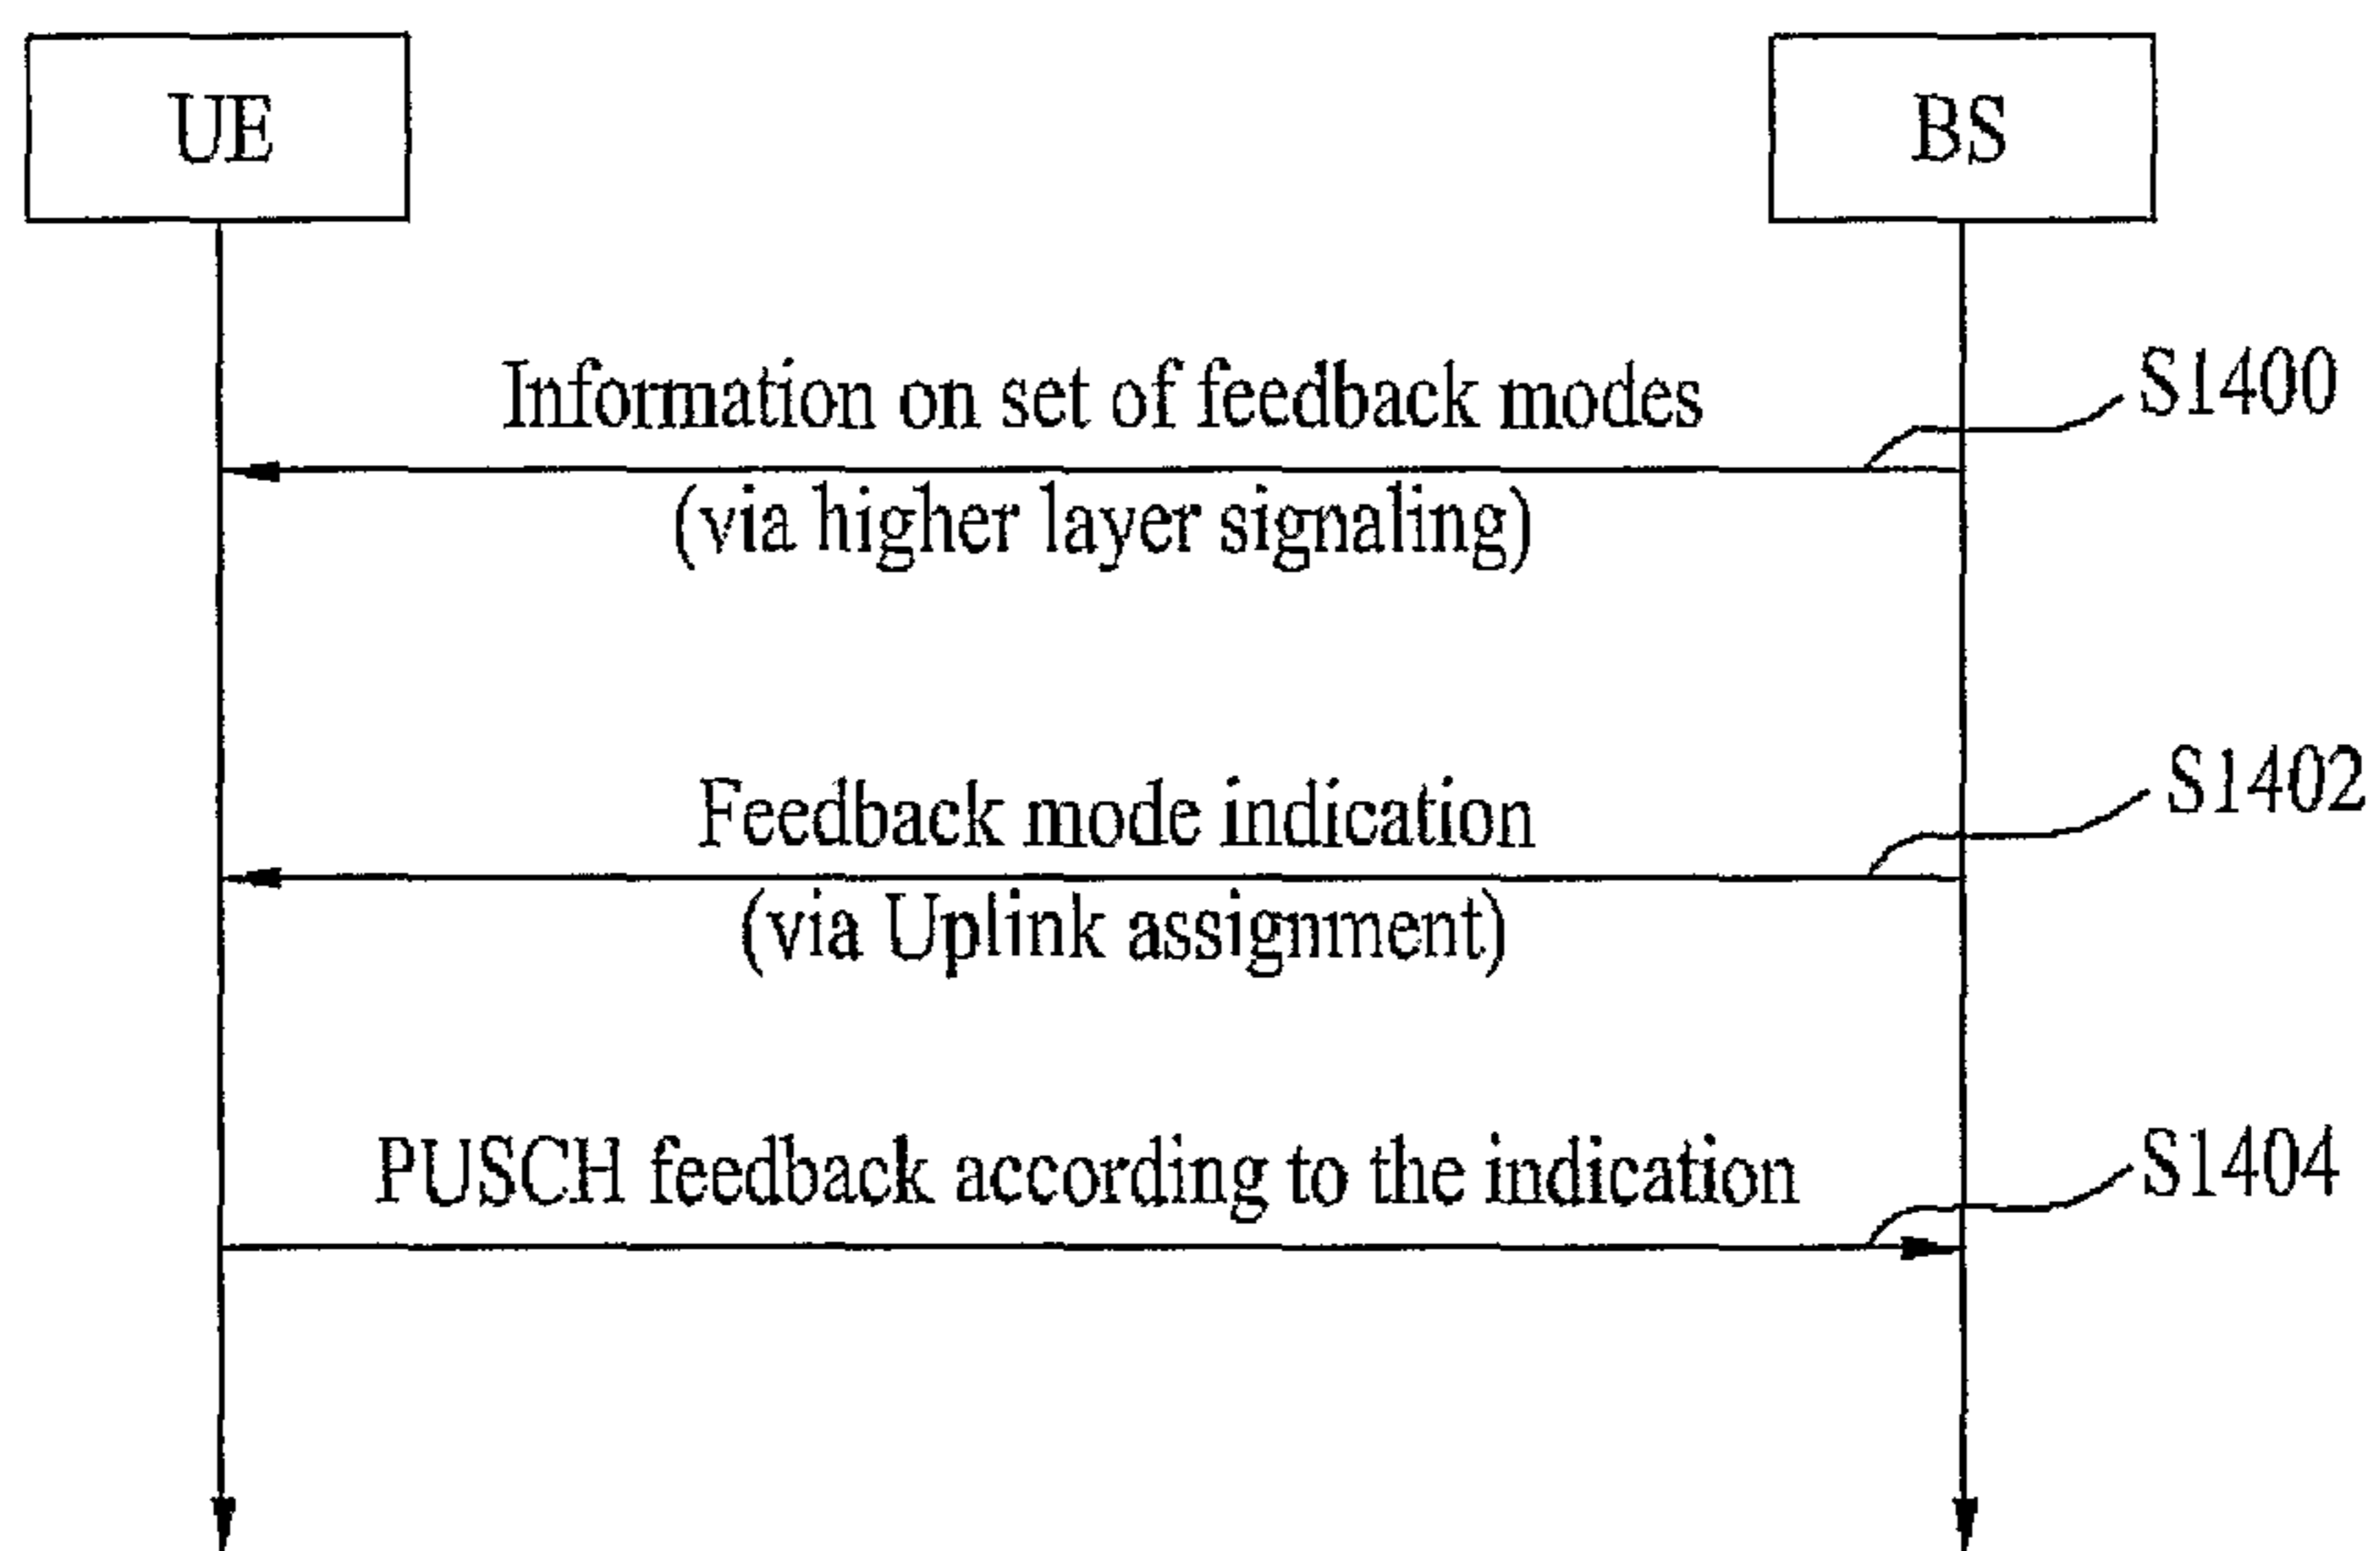 UE
BS
Information on set of feedback modes
S1400
(via higher layer signaling)
Feedback mode indication
S1402
(via Uplink assignment)
PUSCH feedback according to the indication
S1404